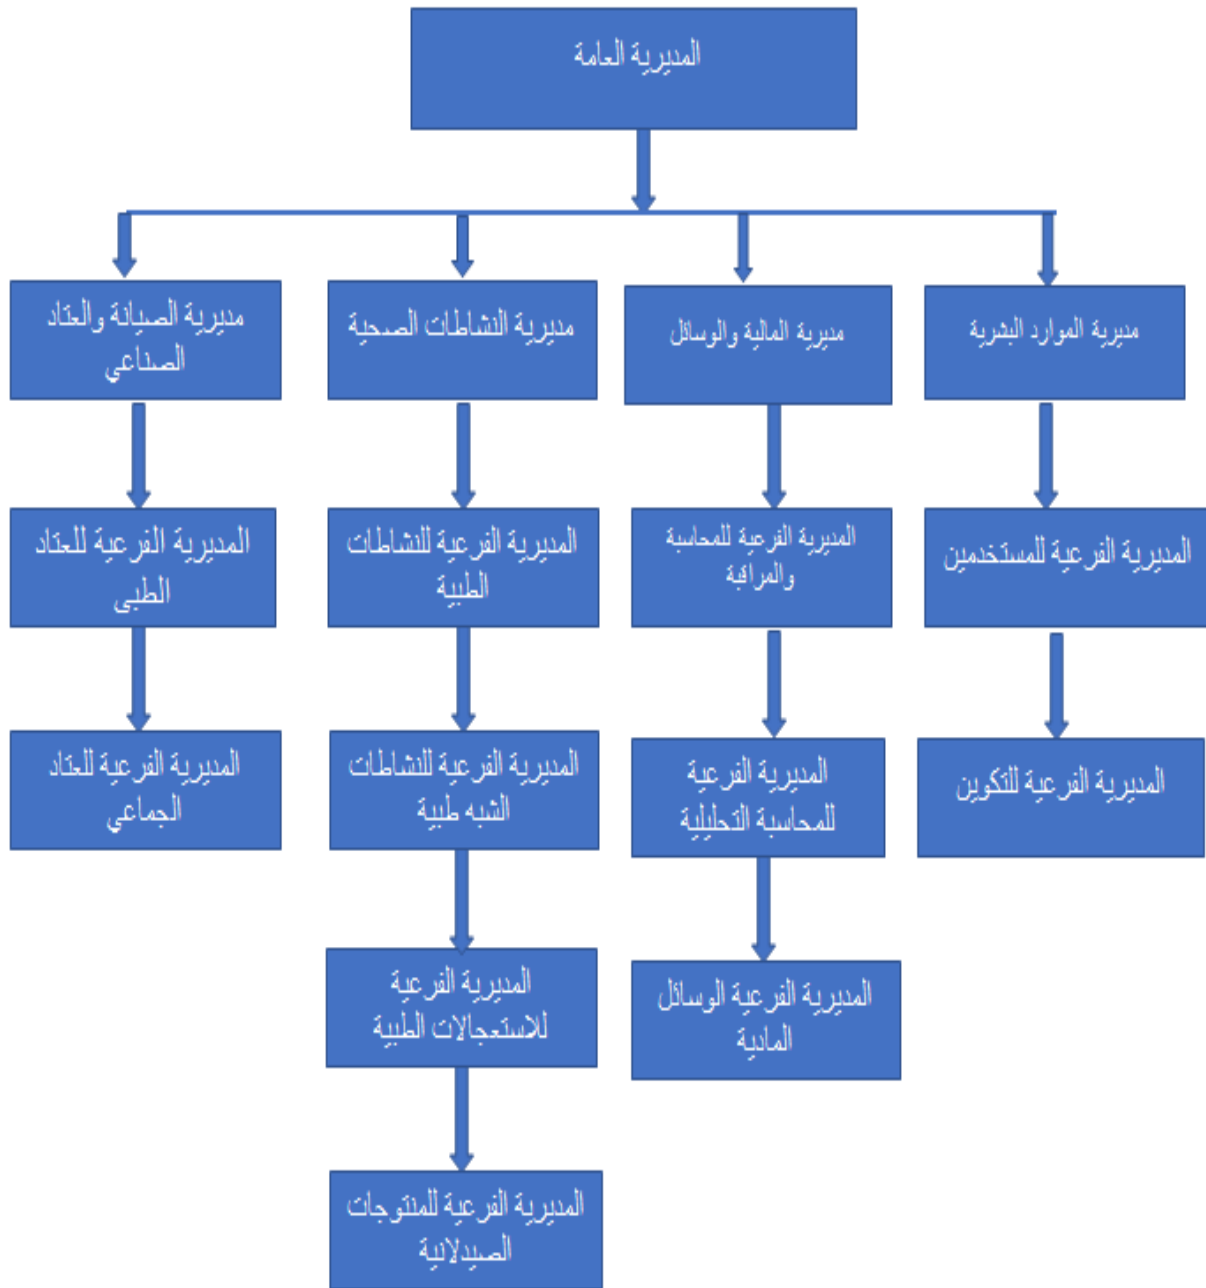 المديرية العامة
مديرية الموارد البشرية
مديرية المالية والوسائل
مديرية النشاطات الصحية
مديرية الصيانة والعتاد
الصناعي
المديرية الفرعية للمستخدمين
المديرية الفرعية للمحاسبة
والمراقبة
المديرية الفرعية للنشاطات
الطبية
المديرية الفرعية للعتاد
الطبى
المديرية الفرعية للتكوين
المديرية الفرعية
للمحاسبة التحليلية
المديرية الفرعية للنشاطات
الشبه طبية
المديرية الفرعية للعتاد
الجماعي
المديرية الفرعية الوسائل
المادية
المديرية الفرعية
للاستعجالات الطبية
المديرية الفرعية للمنتوجات
الصيدلانية